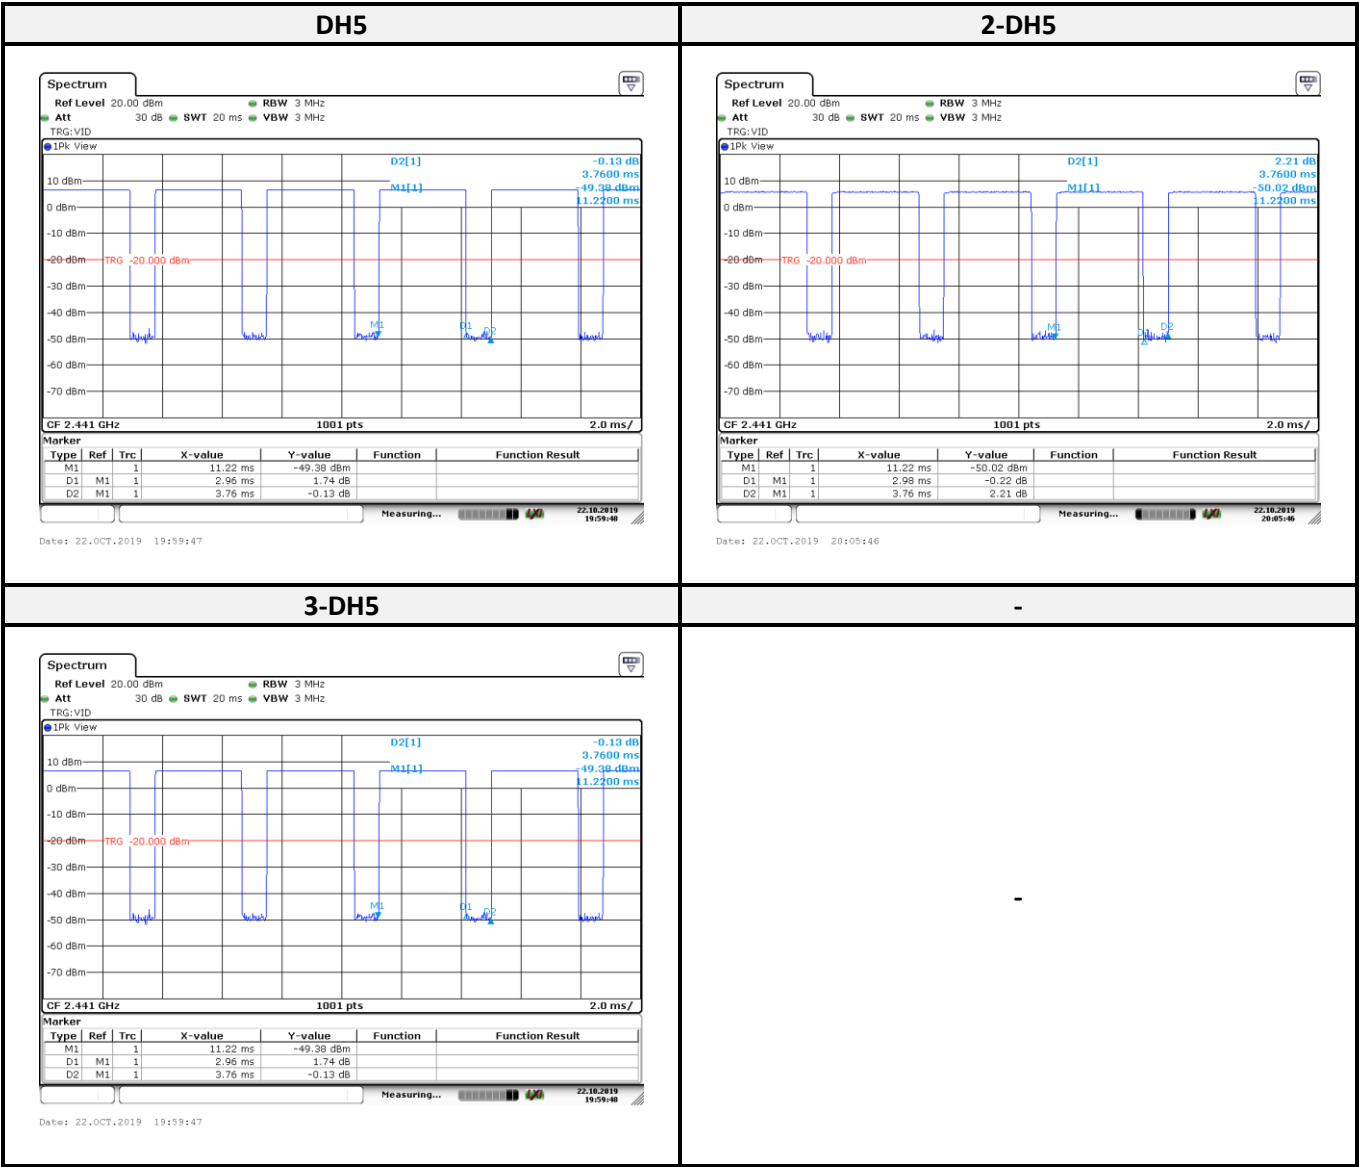 DH5
2-DH5
Spectrum
Ref Level 20.00 dBm RBW 3 MHz
Att 30 dB SWT 20 ms VBW 3 MHz
TRG:VID
1Pk View
D2[1] -0.13 dB
3.7600 ms
M1[1] -49.38 dBm
11.2200 ms
10 dBm
0 dBm
-10 dBm
-20 dBm TRG -20.000 dBm
-30 dBm
-40 dBm
M1 D1 D2
-50 dBm
-60 dBm
-70 dBm
CF 2.441 GHz 1001 pts 2.0 ms/
Marker
Type Ref Trc X-value Y-value Function Function Result
M1 1 11.22 ms -49.38 dBm
D1 M1 1 2.96 ms 1.74 dB
D2 M1 1 3.76 ms -0.13 dB
Measuring... LXI 22.10.2019
19:59:48
Date: 22.OCT.2019 19:59:47
Spectrum
Ref Level 20.00 dBm RBW 3 MHz
Att 30 dB SWT 20 ms VBW 3 MHz
TRG:VID
1Pk View
D2[1] 2.21 dB
3.7600 ms
M1[1] -50.02 dBm
11.2200 ms
10 dBm
0 dBm
-10 dBm
-20 dBm TRG -20.000 dBm
-30 dBm
-40 dBm
M1 D1 D2
-50 dBm
-60 dBm
-70 dBm
CF 2.441 GHz 1001 pts 2.0 ms/
Marker
Type Ref Trc X-value Y-value Function Function Result
M1 1 11.22 ms -50.02 dBm
D1 M1 1 2.98 ms -0.22 dB
D2 M1 1 3.76 ms 2.21 dB
Measuring... LXI 22.10.2019
20:05:46
Date: 22.OCT.2019 20:05:46
3-DH5
-
Spectrum
Ref Level 20.00 dBm RBW 3 MHz
Att 30 dB SWT 20 ms VBW 3 MHz
TRG:VID
1Pk View
D2[1] -0.13 dB
3.7600 ms
M1[1] -49.38 dBm
11.2200 ms
10 dBm
0 dBm
-10 dBm
-20 dBm TRG -20.000 dBm
-30 dBm
-40 dBm
M1 D1 D2
-50 dBm
-60 dBm
-70 dBm
CF 2.441 GHz 1001 pts 2.0 ms/
Marker
Type Ref Trc X-value Y-value Function Function Result
M1 1 11.22 ms -49.38 dBm
D1 M1 1 2.96 ms 1.74 dB
D2 M1 1 3.76 ms -0.13 dB
Measuring... LXI 22.10.2019
19:59:48
Date: 22.OCT.2019 19:59:47
-